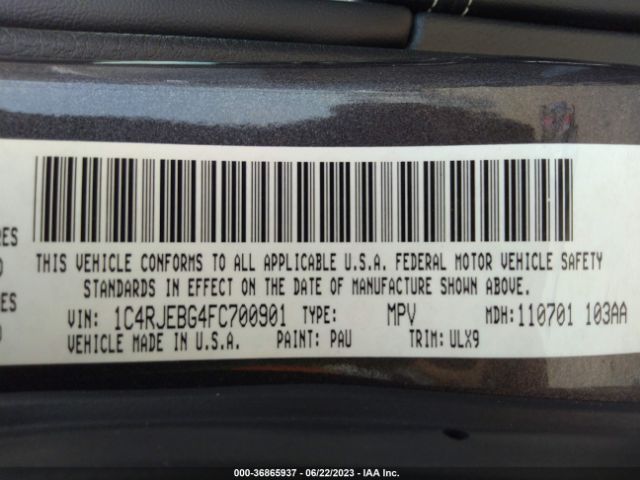 RES
THIS VEHICLE CONFORMS TO ALL APPLICABLE U.S.A. FEDERAL MOTOR VEHICLE SAFETY
STANDARDS IN EFFECT ON THE DATE OF MANUFACTURE SHOWN ABOVE.
ES
VIN: 1C4RJEBG4FC700901 TYPE: MPV MDH:110701 103AA
VEHICLE MADE IN U.S.A. PAINT: PAU TRIM: ULX9
000-36865937 - 06/22/2023 - IAA Inc.